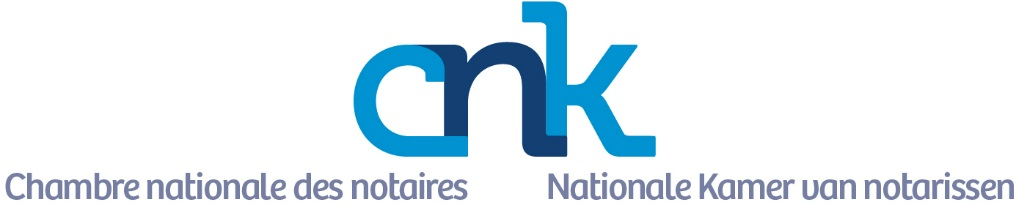 cnk
Chambre nationale des notaires Nationale Kamer van notarissen